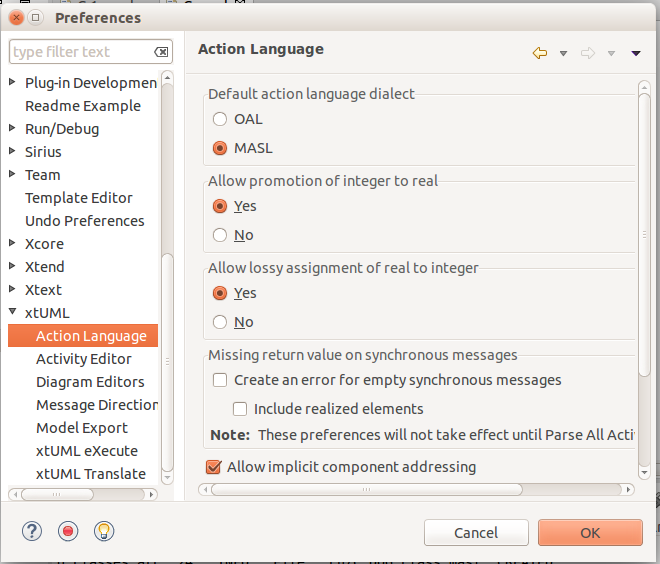 Preferences
type filter text
Plug-in Developmen
Readme Example
Run/Debug
Sirius
Team
Template Editor
Undo Preferences
Xcore
Xtend
Xtext
xtUML
Action Language
Activity Editor
Diagram Editors
Message Direction
Model Export
xtUML eXecute
xtUML Translate
Action Language
Default action language dialect
OAL
MASL
Allow promotion of integer to real
Yes
No
Allow lossy assignment of real to integer
Yes
No
Missing return value on synchronous messages
Create an error for empty synchronous messages
Include realized elements
Note: These preferences will not take effect until Parse All Activ
Allow implicit component addressing
Cancel
OK